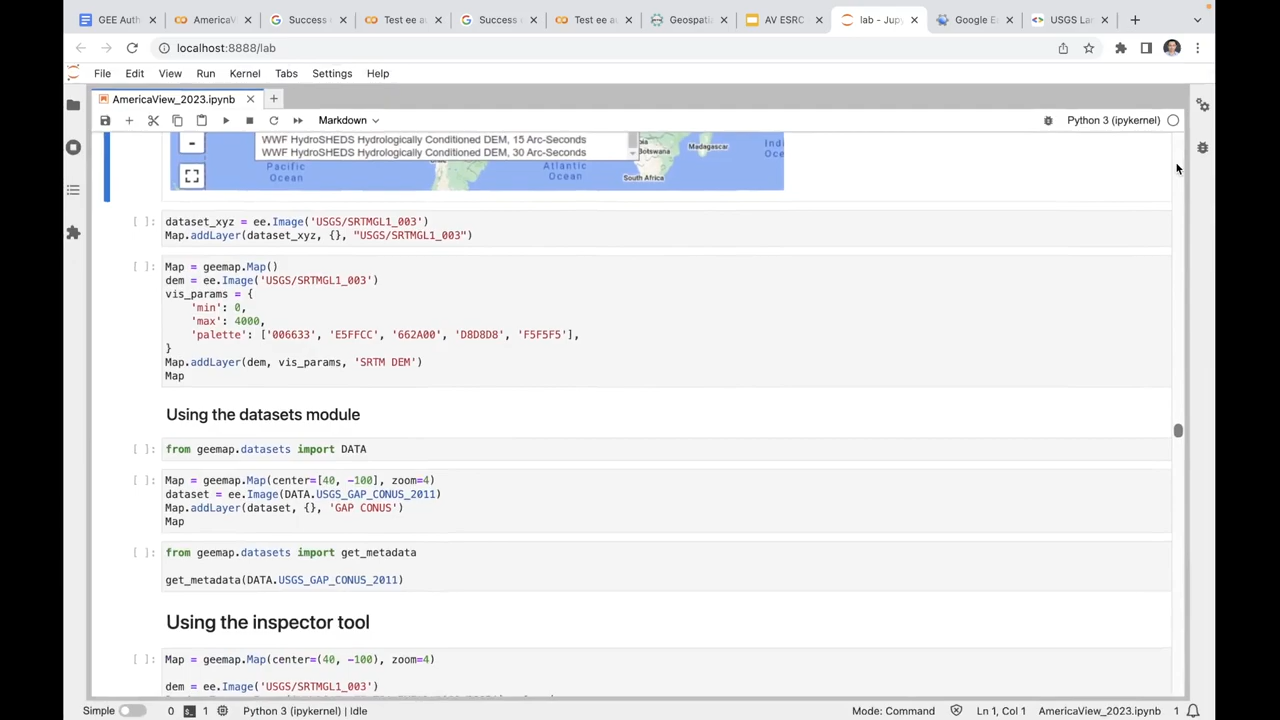 GEE Auth
AmericaV
Success
Test ee a
Success
Test ee a
Geospati
AV ESRC
lab - Jup
Google E
USGS La
localhost:8888/lab
File Edit View Run Kernel Tabs Settings Help
AmericaView_2023.ipynb
Markdown
Python 3 (ipykernel)
WWF HydroSHEDS Hydrologically Conditioned DEM, 15 Arc-Seconds
WWF HydroSHEDS Hydrologically Conditioned DEM, 30 Arc-Seconds
-
Pacific
Ocean
Atlantic
Ocean
Botswana
Madagascar
South Africa
Indi
Oce
[ ]:
dataset_xyz = ee.Image('USGS/SRTMGL1_003')
Map.addLayer(dataset_xyz, {}, "USGS/SRTMGL1_003")
[ ]:
Map = geemap.Map()
dem = ee.Image('USGS/SRTMGL1_003')
vis_params = {
'min': 0,
'max': 4000,
'palette': ['006633', 'E5FFCC', '662A00', 'D8D8D8', 'F5F5F5'],
}
Map.addLayer(dem, vis_params, 'SRTM DEM')
Map
Using the datasets module
[ ]:
from geemap.datasets import DATA
[ ]:
Map = geemap.Map(center=[40, -100], zoom=4)
dataset = ee.Image(DATA.USGS_GAP_CONUS_2011)
Map.addLayer(dataset, {}, 'GAP CONUS')
Map
[ ]:
from geemap.datasets import get_metadata
get_metadata(DATA.USGS_GAP_CONUS_2011)
Using the inspector tool
[ ]:
Map = geemap.Map(center=(40, -100), zoom=4)
dem = ee.Image('USGS/SRTMGL1_003')
Simple 0 1 Python 3 (ipykernel) | Idle
Mode: Command Ln 1, Col 1 AmericaView_2023.ipynb 1